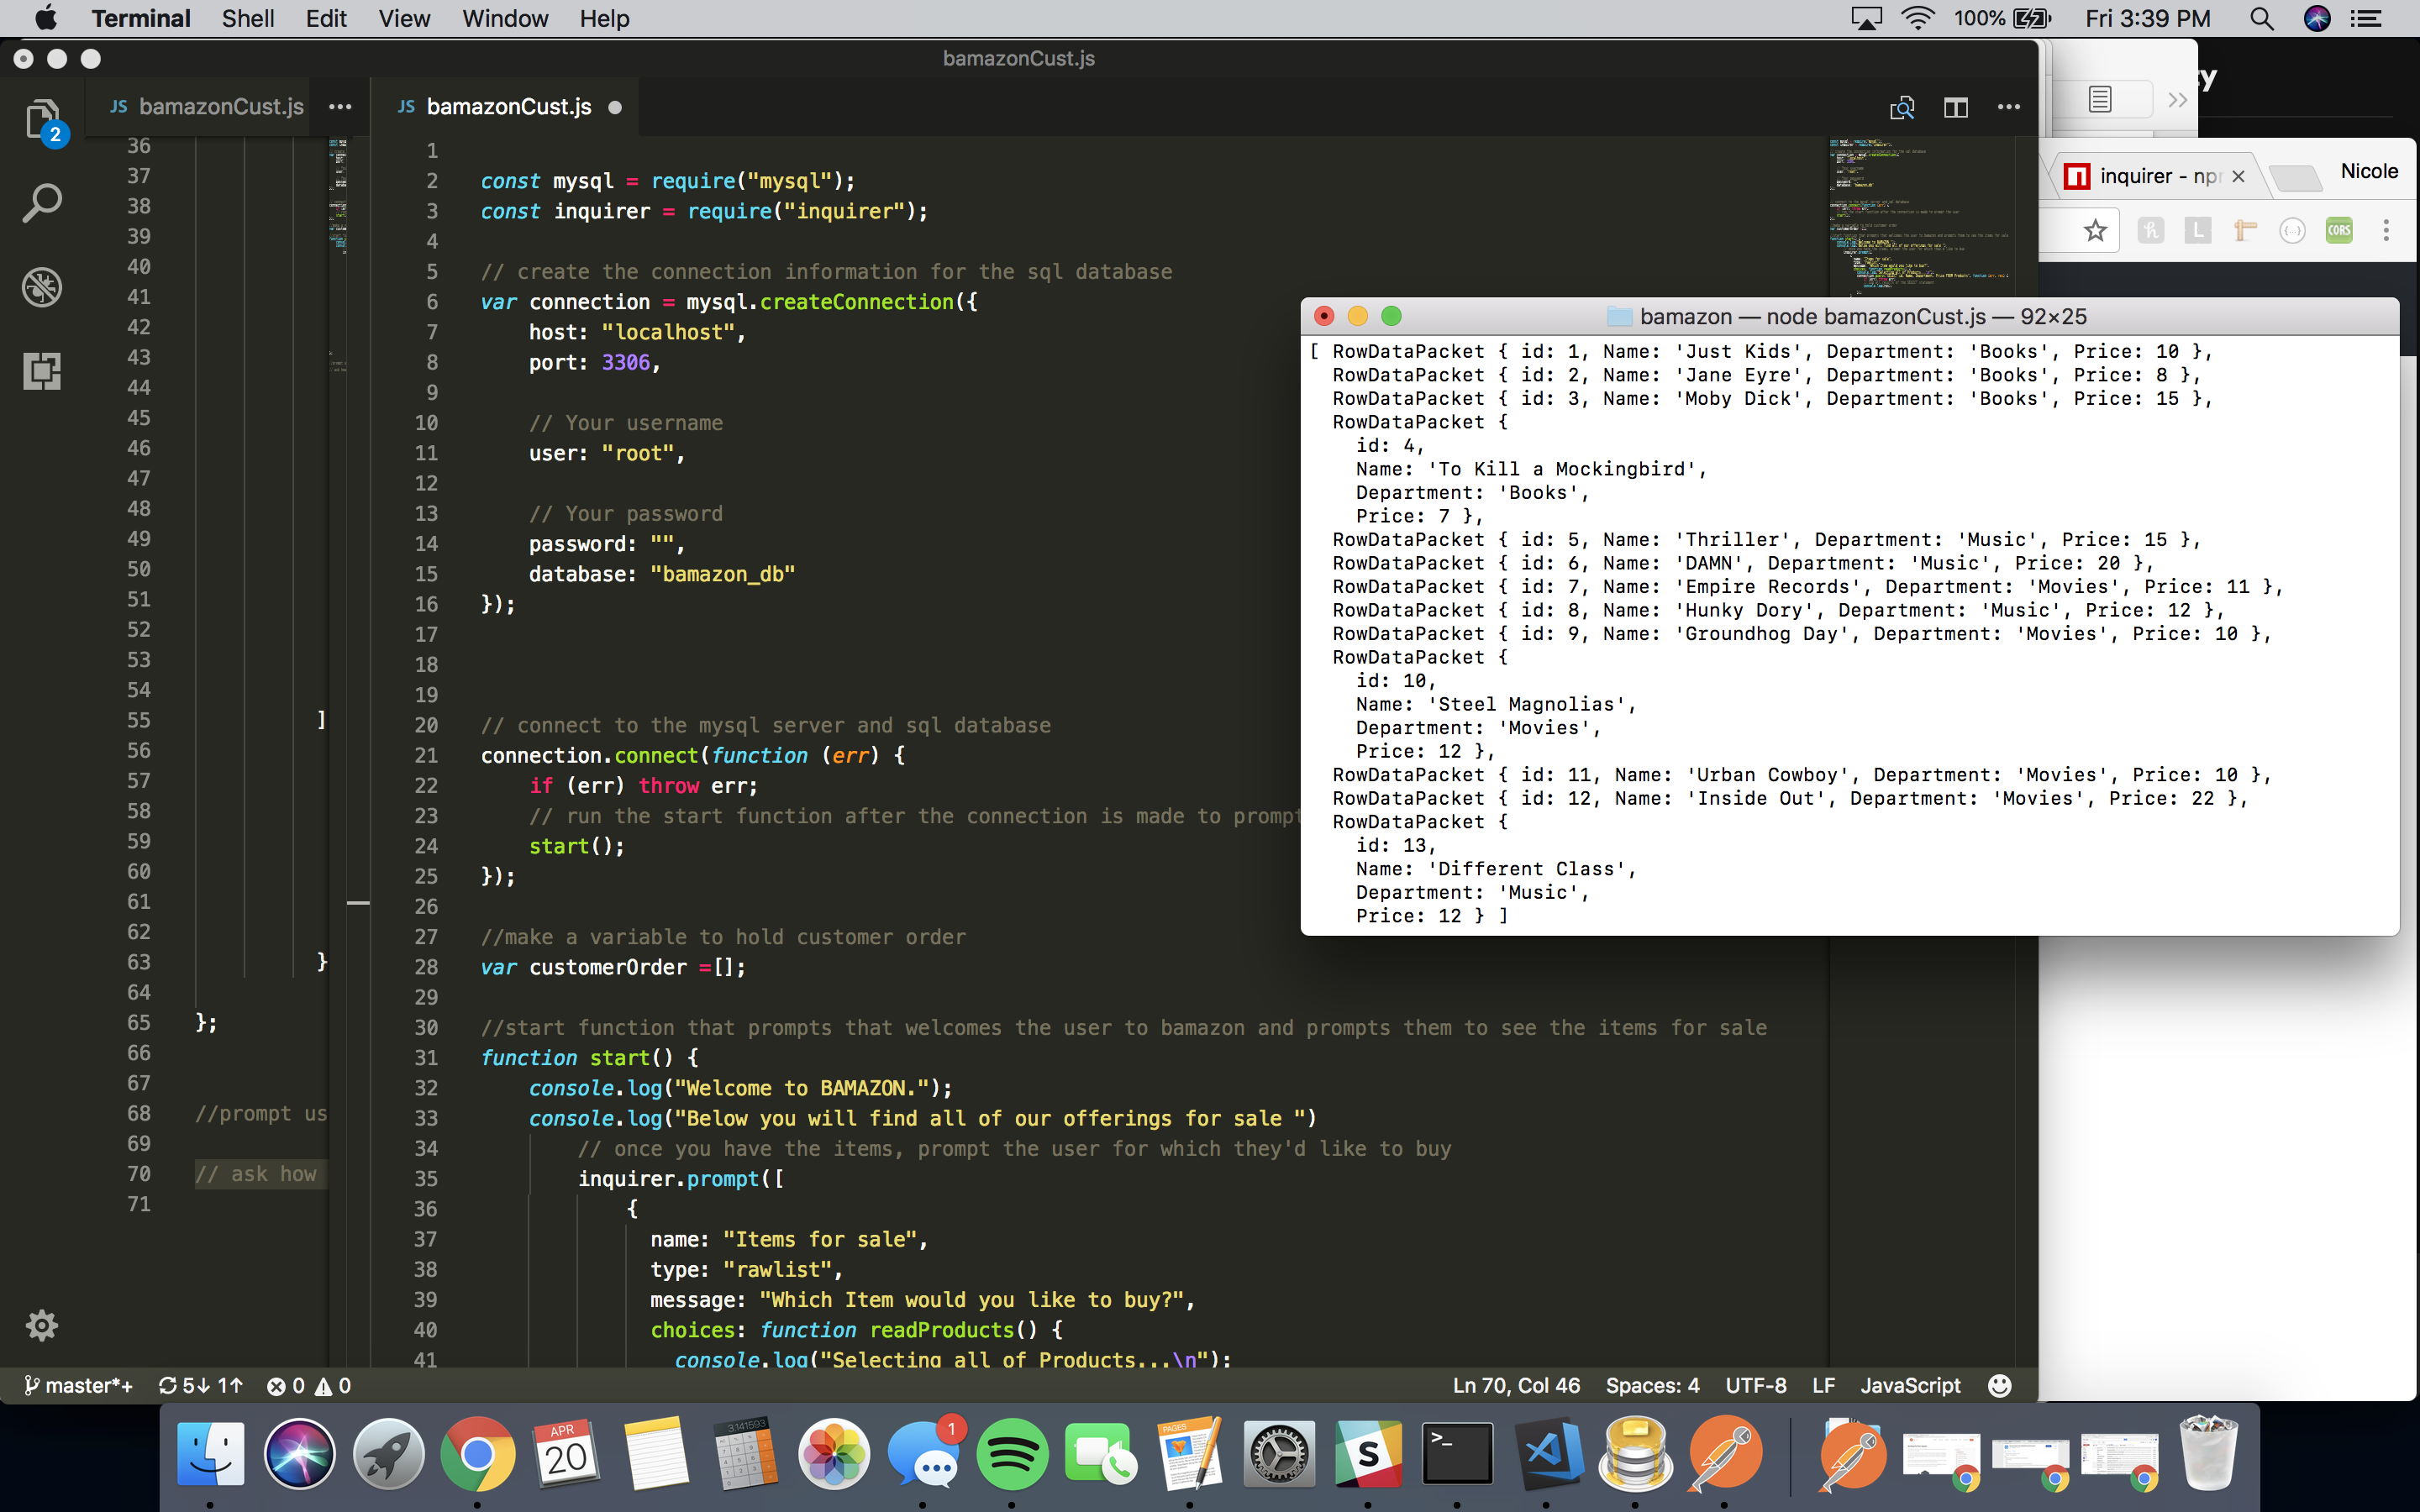 Terminal Shell Edit View Window Help 100% Fri 3:39 PM
bamazonCust.js
JS bamazonCust.js •••
JS bamazonCust.js
2
36
37
38
39
40
41
42
43
44
45
46
47
48
49
50
51
52
53
54
55 ]
56
57
58
59
60
61
62
63 }
64
65 };
66
67
68 //prompt us
69
70 // ask how
71
1
2 const mysql = require("mysql");
3 const inquirer = require("inquirer");
4
5 // create the connection information for the sql database
6 var connection = mysql.createConnection({
7 host: "localhost",
8 port: 3306,
9
10 // Your username
11 user: "root",
12
13 // Your password
14 password: "",
15 database: "bamazon_db"
16 });
17
18
19
20 // connect to the mysql server and sql database
21 connection.connect(function (err) {
22 if (err) throw err;
23 // run the start function after the connection is made to prompt
24 start();
25 });
26
27 //make a variable to hold customer order
28 var customerOrder =[];
29
30 //start function that prompts that welcomes the user to bamazon and prompts them to see the items for sale
31 function start() {
32 console.log("Welcome to BAMAZON.");
33 console.log("Below you will find all of our offerings for sale ")
34 // once you have the items, prompt the user for which they'd like to buy
35 inquirer.prompt([
36 {
37 name: "Items for sale",
38 type: "rawlist",
39 message: "Which Item would you like to buy?",
40 choices: function readProducts() {
41 console.log("Selecting all of Products...\n");
master*+ 5↓ 1↑ 0 0 Ln 70, Col 46 Spaces: 4 UTF-8 LF JavaScript
inquirer - np
Nicole
L CORS
bamazon — node bamazonCust.js — 92×25
[ RowDataPacket { id: 1, Name: 'Just Kids', Department: 'Books', Price: 10 },
RowDataPacket { id: 2, Name: 'Jane Eyre', Department: 'Books', Price: 8 },
RowDataPacket { id: 3, Name: 'Moby Dick', Department: 'Books', Price: 15 },
RowDataPacket {
id: 4,
Name: 'To Kill a Mockingbird',
Department: 'Books',
Price: 7 },
RowDataPacket { id: 5, Name: 'Thriller', Department: 'Music', Price: 15 },
RowDataPacket { id: 6, Name: 'DAMN', Department: 'Music', Price: 20 },
RowDataPacket { id: 7, Name: 'Empire Records', Department: 'Movies', Price: 11 },
RowDataPacket { id: 8, Name: 'Hunky Dory', Department: 'Music', Price: 12 },
RowDataPacket { id: 9, Name: 'Groundhog Day', Department: 'Movies', Price: 10 },
RowDataPacket {
id: 10,
Name: 'Steel Magnolias',
Department: 'Movies',
Price: 12 },
RowDataPacket { id: 11, Name: 'Urban Cowboy', Department: 'Movies', Price: 10 },
RowDataPacket { id: 12, Name: 'Inside Out', Department: 'Movies', Price: 22 },
RowDataPacket {
id: 13,
Name: 'Different Class',
Department: 'Music',
Price: 12 } ]
APR
20
3.141593
1
PAGES
S
>_